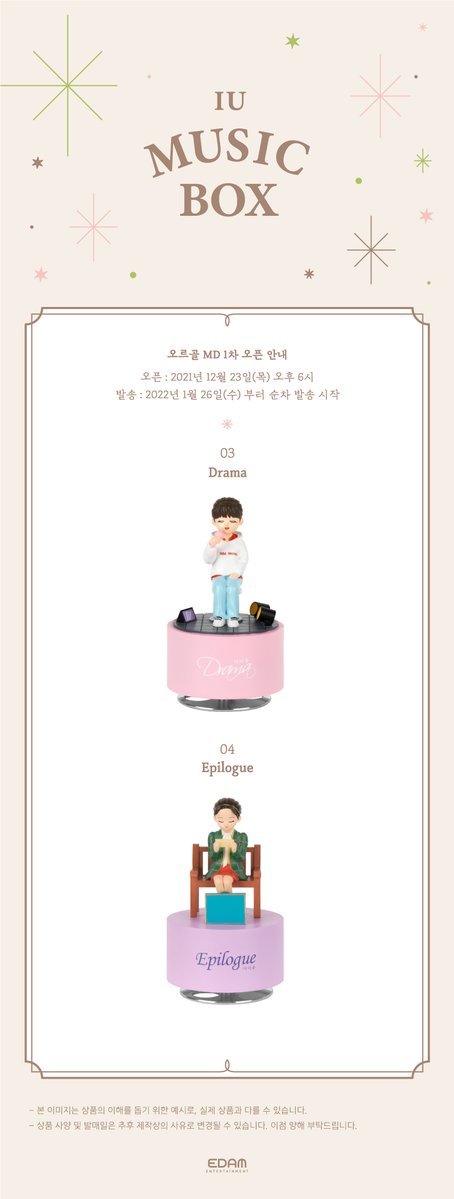 IU
MUSIC
BOX
오르골 MD 1차 오픈 안내
오픈 : 2021년 12월 23일(목) 오후 6시
발송 : 2022년 1월 26일(수) 부터 순차 발송 시작
03
Drama
Drama
04
Epilogue
Epilogue
– 본 이미지는 상품의 이해를 돕기 위한 예시로, 실제 상품과 다를 수 있습니다.
– 상품 사양 및 발매일은 추후 제작상의 사유로 변경될 수 있습니다. 이점 양해 부탁드립니다.
EDAM
ENTERTAINMENT